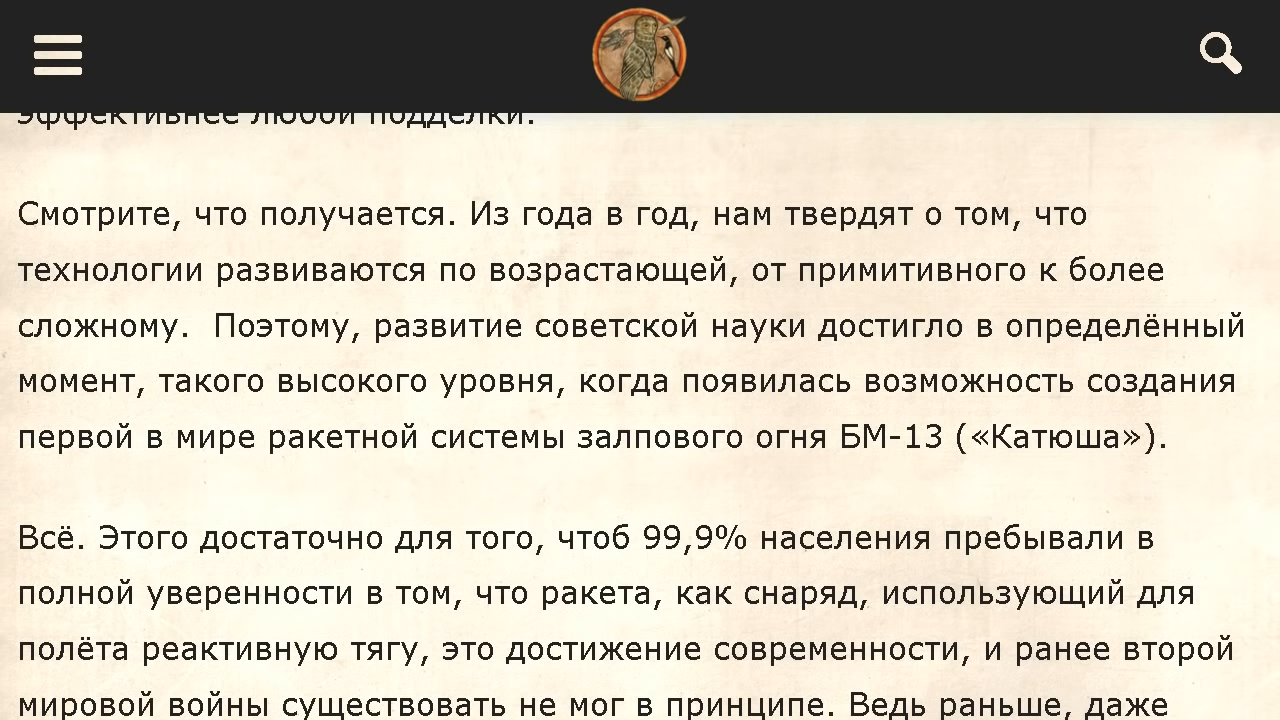 эффективнее любой подделки.
Смотрите, что получается. Из года в год, нам твердят о том, что
технологии развиваются по возрастающей, от примитивного к более
сложному.  Поэтому, развитие советской науки достигло в определённый
момент, такого высокого уровня, когда появилась возможность создания
первой в мире ракетной системы залпового огня БМ-13 («Катюша»).
Всё. Этого достаточно для того, чтоб 99,9% населения пребывали в
полной уверенности в том, что ракета, как снаряд, использующий для
полёта реактивную тягу, это достижение современности, и ранее второй
мировой войны существовать не мог в принципе. Ведь раньше, даже